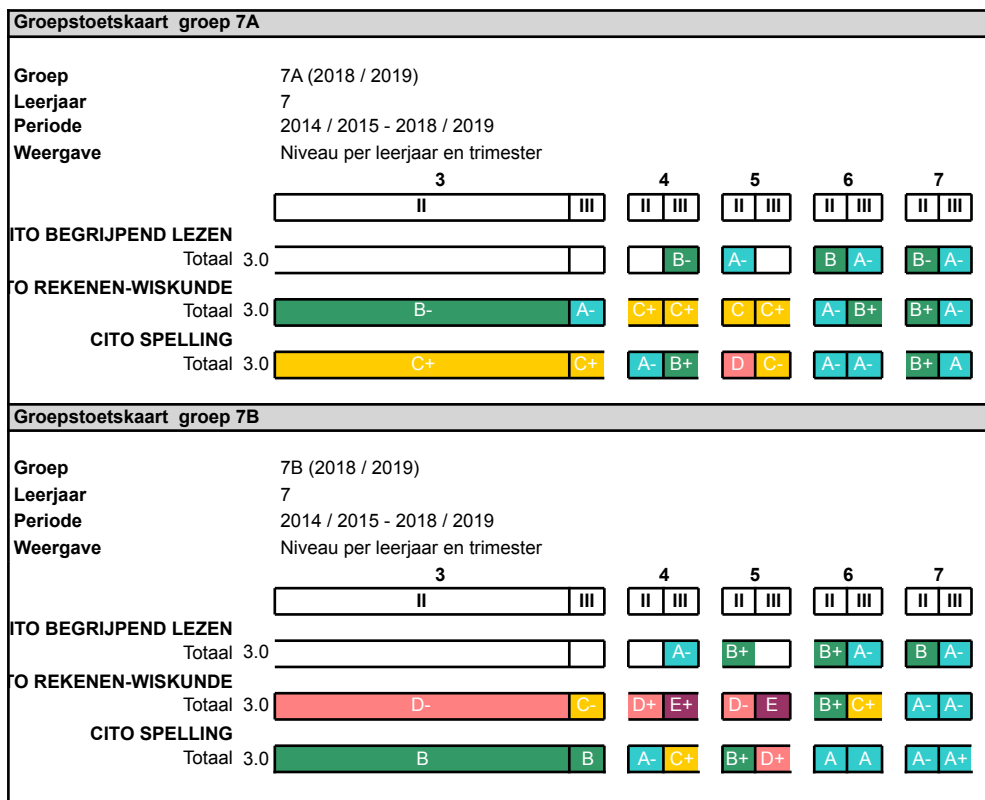 Groepstoetskaart groep 7A
Groep 7A (2018 / 2019)
Leerjaar 7
Periode 2014 / 2015 - 2018 / 2019
Weergave Niveau per leerjaar en trimester
3 4 5 6 7
II III II III II III II III II III
ITO BEGRIJPEND LEZEN
Totaal 3.0 B- A- B A- B- A-
TO REKENEN-WISKUNDE
Totaal 3.0 B- A- C+ C+ C C+ A- B+ B+ A-
CITO SPELLING
Totaal 3.0 C+ C+ A- B+ D C- A- A- B+ A
Groepstoetskaart groep 7B
Groep 7B (2018 / 2019)
Leerjaar 7
Periode 2014 / 2015 - 2018 / 2019
Weergave Niveau per leerjaar en trimester
3 4 5 6 7
II III II III II III II III II III
ITO BEGRIJPEND LEZEN
Totaal 3.0 A- B+ B+ A- B A-
TO REKENEN-WISKUNDE
Totaal 3.0 D- C- D+ E+ D- E B+ C+ A- A-
CITO SPELLING
Totaal 3.0 B B A- C+ B+ D+ A A A- A+